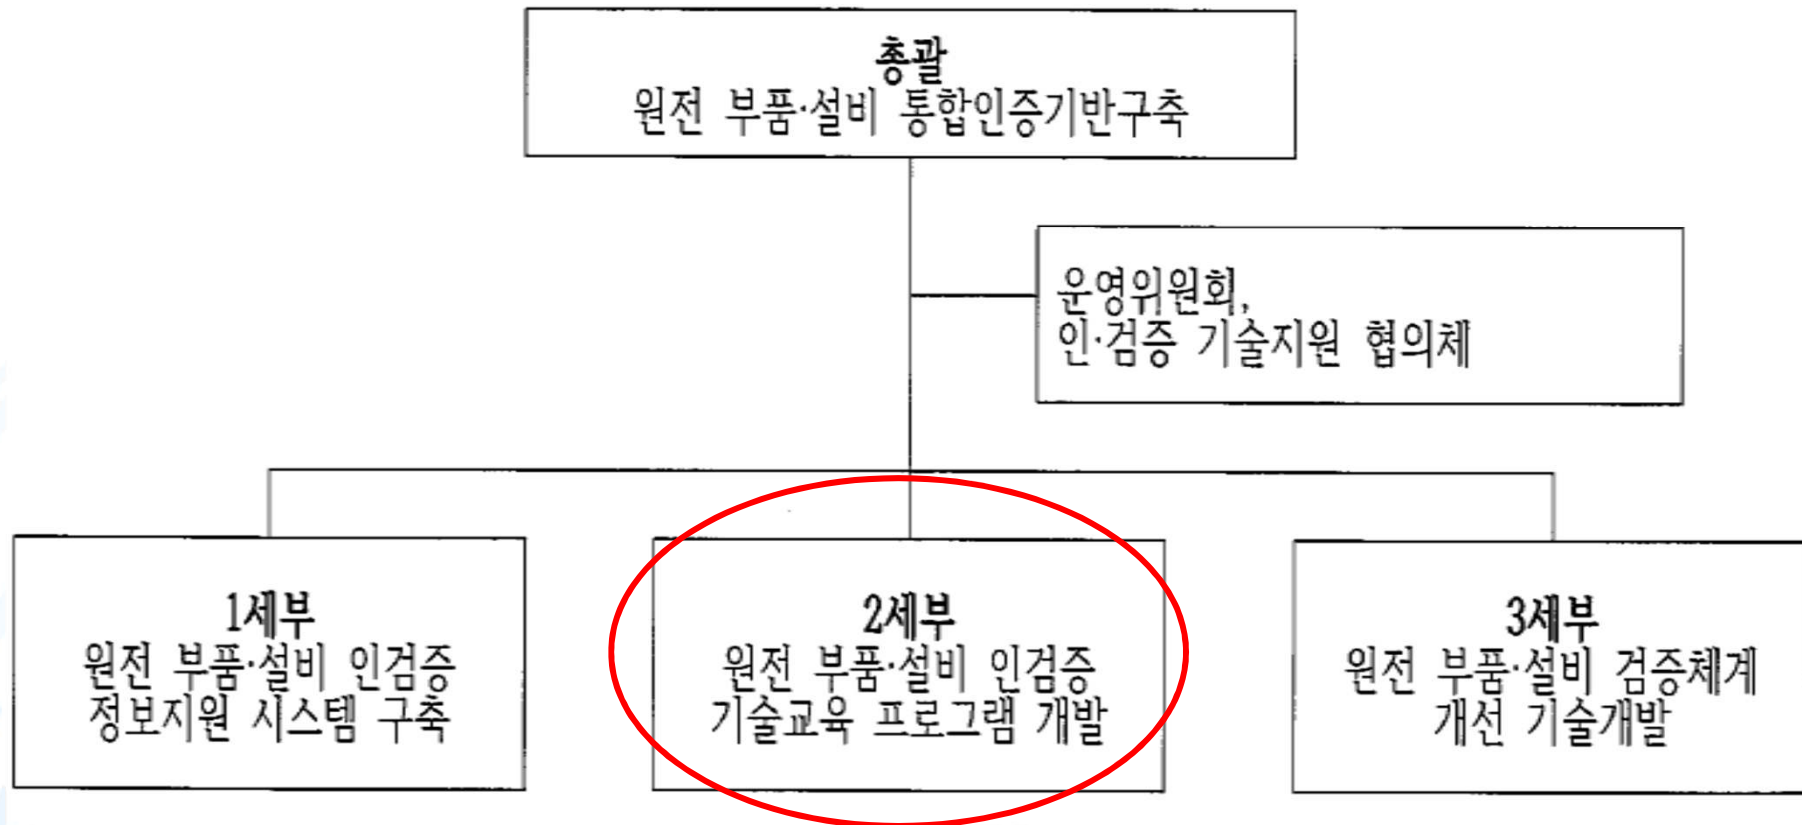 총괄
원전 부품·설비 통합인증기반구축
운영위원회,
인·검증 기술지원 협의체
1세부
원전 부품·설비 인검증
정보지원 시스템 구축
2세부
원전 부품·설비 인검증
기술교육 프로그램 개발
3세부
원전 부품·설비 검증체계
개선 기술개발